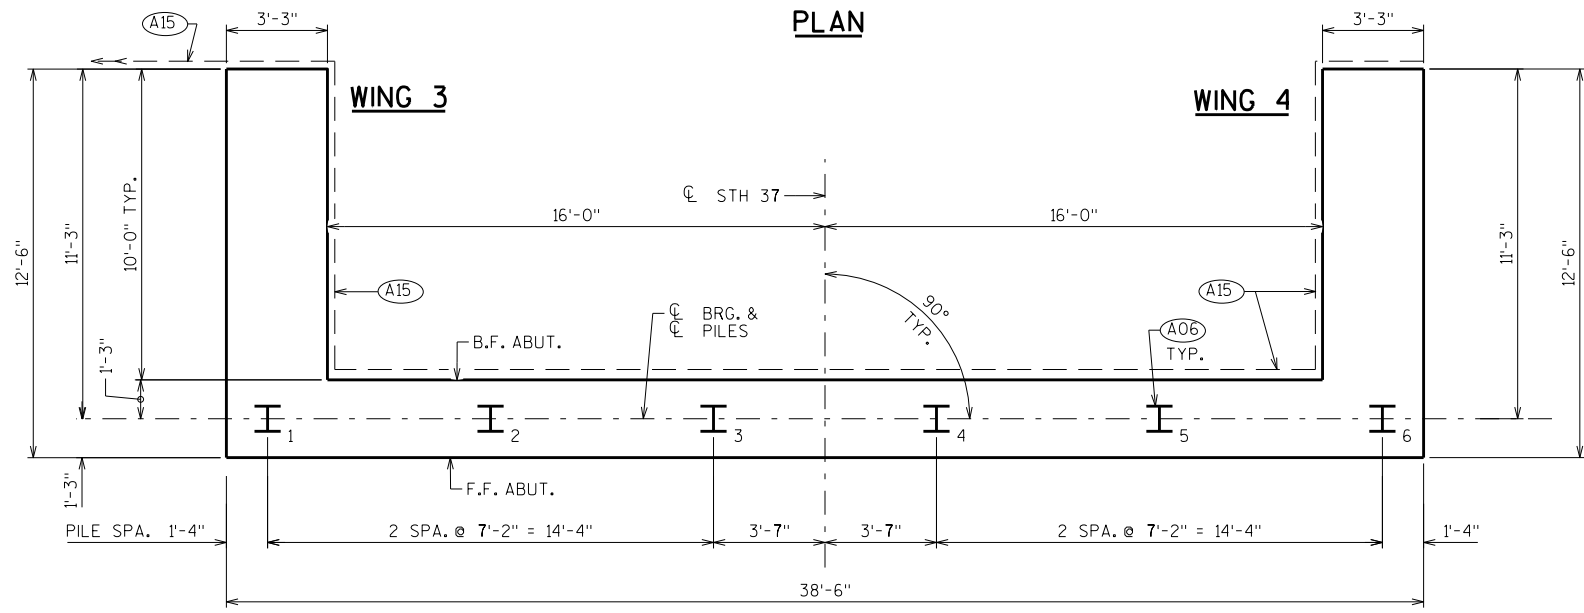 PLAN
A15
3'-3"
3'-3"
WING 3
WING 4
℄ STH 37
16'-0"
16'-0"
12'-6"
11'-3"
10'-0" TYP.
11'-3"
12'-6"
A15
A15
90°
TYP.
℄ BRG. &
℄ PILES
A06
TYP.
B.F. ABUT.
1'-3"
1
2
3
4
5
6
1'-3"
F.F. ABUT.
PILE SPA. 1'-4"
2 SPA. @ 7'-2" = 14'-4"
3'-7"
3'-7"
2 SPA. @ 7'-2" = 14'-4"
1'-4"
38'-6"